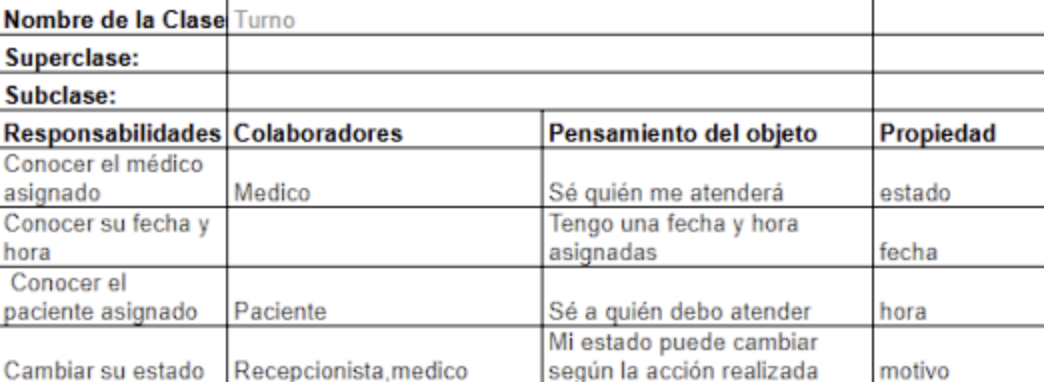 Nombre de la Clase Turno
Superclase:
Subclase:
Responsabilidades Colaboradores Pensamiento del objeto Propiedad
Conocer el médico
asignado Medico Sé quién me atenderá estado
Conocer su fecha y Tengo una fecha y hora
hora asignadas fecha
Conocer el
paciente asignado Paciente Sé a quién debo atender hora
Mi estado puede cambiar
Cambiar su estado Recepcionista,medico según la acción realizada motivo